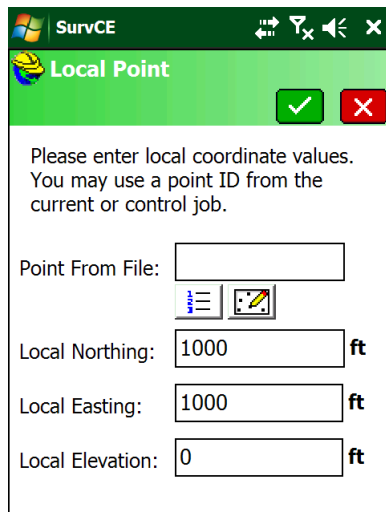 SurvCE
Local Point
Please enter local coordinate values.
You may use a point ID from the
current or control job.
Point From File:
Local Northing: 1000 ft
Local Easting: 1000 ft
Local Elevation: 0 ft